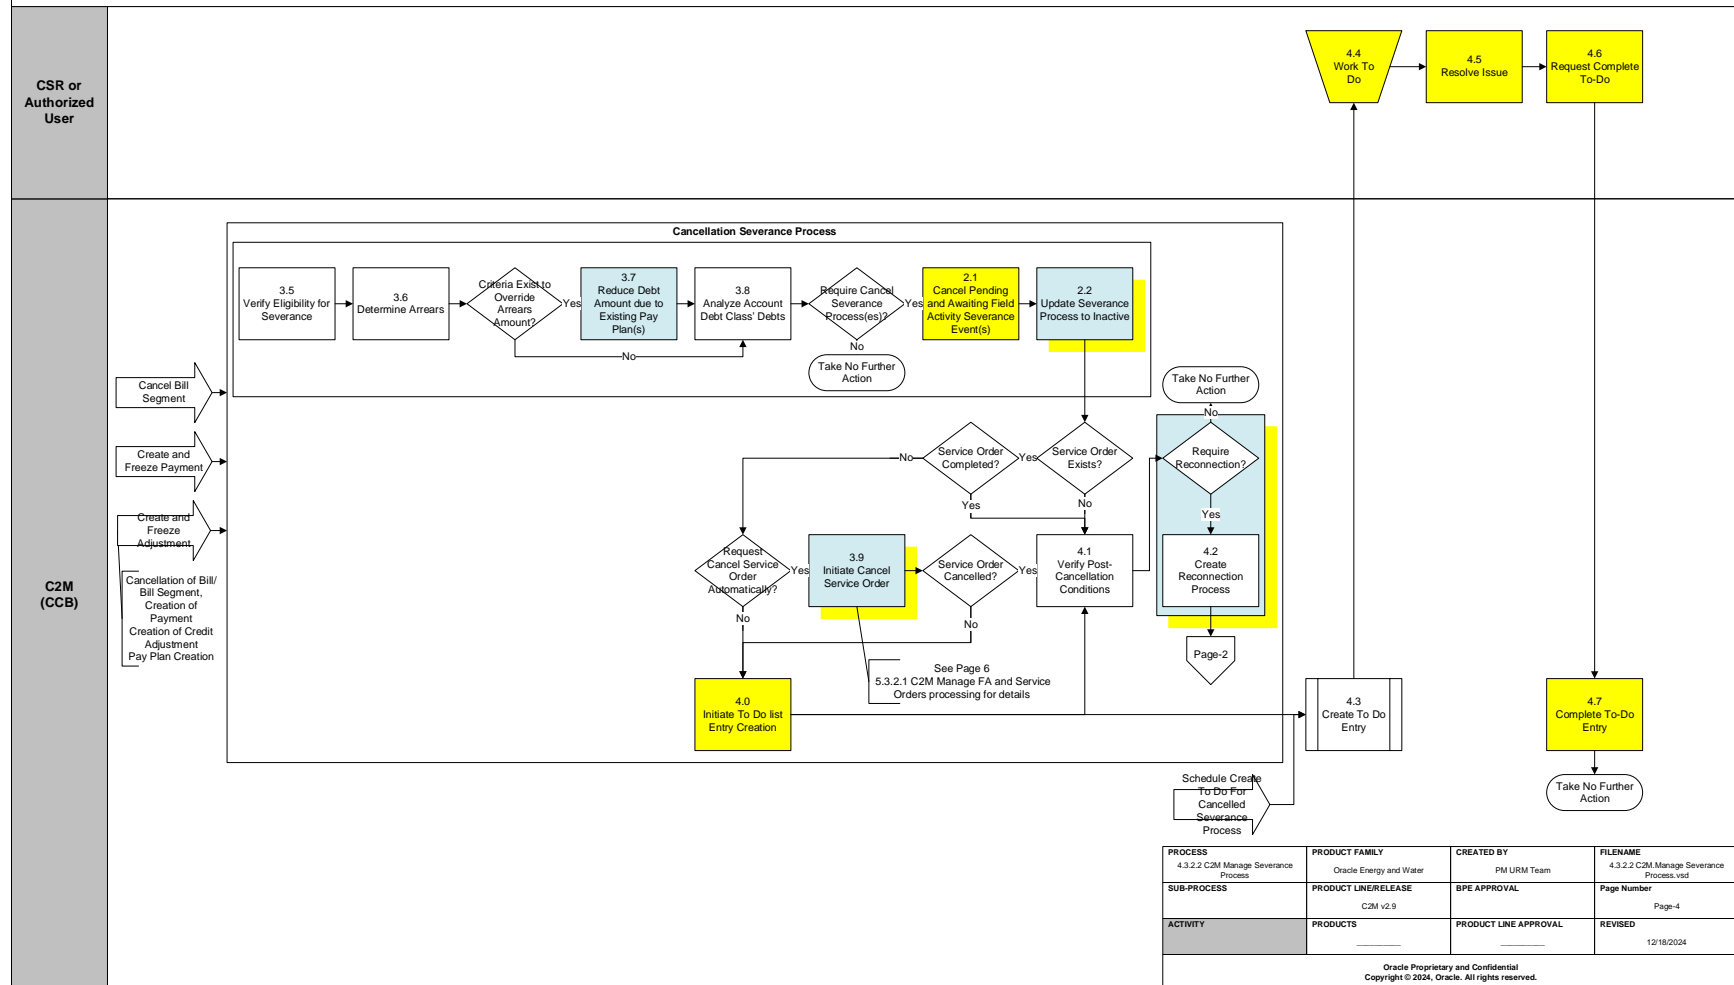 CSR or
Authorized
User
4.4
Work To
Do
4.5
Resolve Issue
4.6
Request Complete
To-Do
C2M
(CCB)
Cancellation Severance Process
3.5
Verify Eligibility for
Severance
3.6
Determine Arrears
Criteria Exist to
Override
Arrears
Amount?
Yes
No
3.7
Reduce Debt
Amount due to
Existing Pay
Plan(s)
3.8
Analyze Account
Debt Class' Debts
Require Cancel
Severance
Process(es)?
Yes
No
Take No Further
Action
2.1
Cancel Pending
and Awaiting Field
Activity Severance
Event(s)
2.2
Update Severance
Process to Inactive
Cancel Bill
Segment
Create and
Freeze Payment
Create and
Freeze
Adjustment
Cancellation of Bill/
Bill Segment,
Creation of
Payment
Creation of Credit
Adjustment
Pay Plan Creation
Take No Further
Action
No
No
Service Order
Completed?
Yes
Yes
Service Order
Exists?
No
Require
Reconnection?
Yes
Request
Cancel Service
Order
Automatically?
Yes
No
3.9
Initiate Cancel
Service Order
Service Order
Cancelled?
Yes
No
4.1
Verify Post-
Cancellation
Conditions
4.2
Create
Reconnection
Process
Page-2
See Page 6
5.3.2.1 C2M Manage FA and Service
Orders processing for details
4.0
Initiate To Do list
Entry Creation
4.3
Create To Do
Entry
4.7
Complete To-Do
Entry
Take No Further
Action
Schedule Create
To Do For
Cancelled
Severance
Process
PROCESS
4.3.2.2 C2M Manage Severance
Process
PRODUCT FAMILY
Oracle Energy and Water
CREATED BY
PM URM Team
FILENAME
4.3.2.2 C2M.Manage Severance
Process.vsd
SUB-PROCESS
PRODUCT LINE/RELEASE
C2M v2.9
BPE APPROVAL
Page Number
Page-4
ACTIVITY
PRODUCTS
PRODUCT LINE APPROVAL
REVISED
12/18/2024
Oracle Proprietary and Confidential
Copyright © 2024, Oracle. All rights reserved.